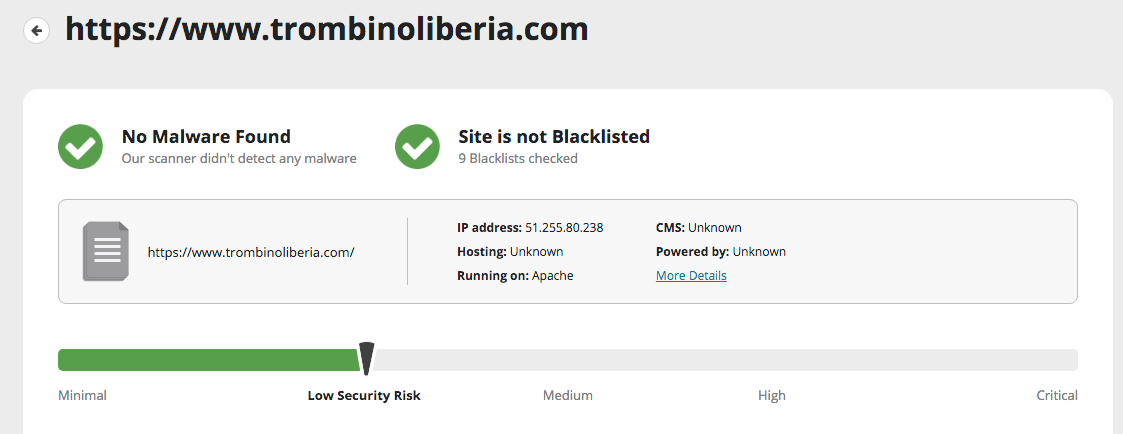 https://www.trombinoliberia.com
No Malware Found
Our scanner didn't detect any malware
Site is not Blacklisted
9 Blacklists checked
https://www.trombinoliberia.com/
IP address: 51.255.80.238
Hosting: Unknown
Running on: Apache
CMS: Unknown
Powered by: Unknown
More Details
Minimal
Low Security Risk
Medium
High
Critical